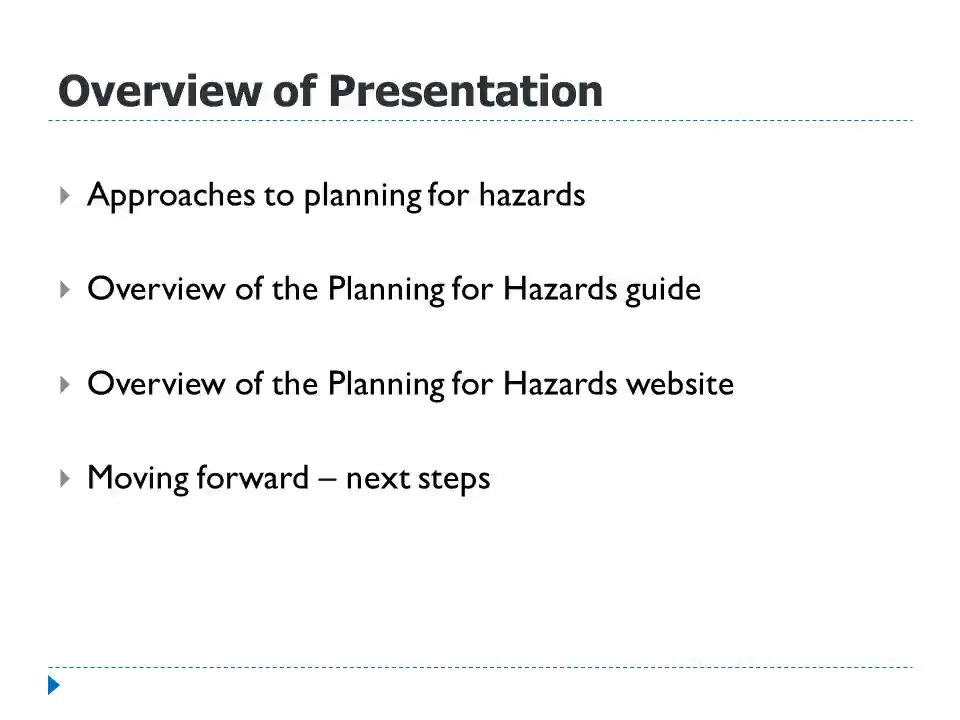 Overview of Presentation
Approaches to planning for hazards
Overview of the Planning for Hazards guide
Overview of the Planning for Hazards website
Moving forward – next steps